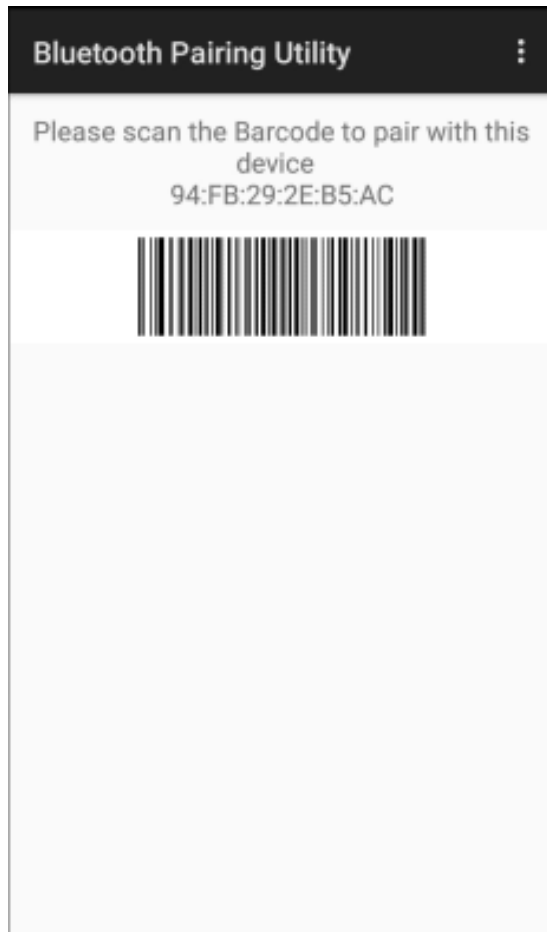 Bluetooth Pairing Utility
Please scan the Barcode to pair with this
device
94:FB:29:2E:B5:AC